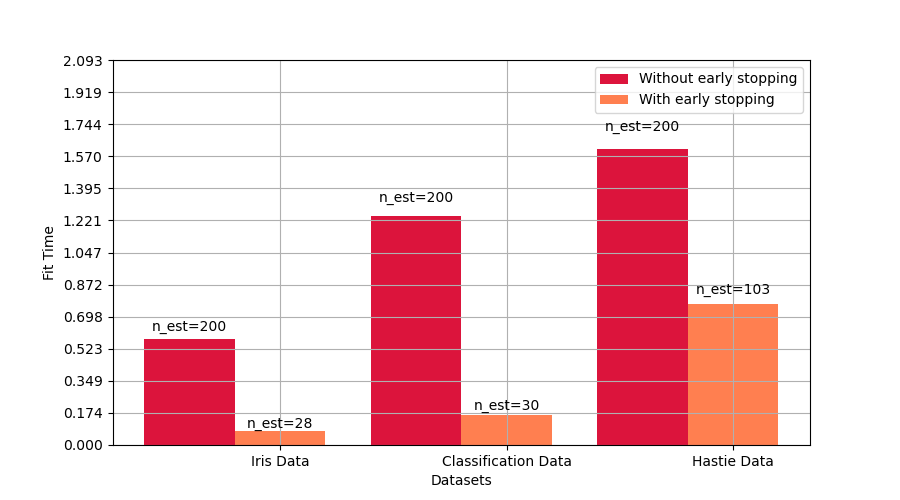 2.093
1.919
1.744
1.570
1.395
1.221
1.047
0.872
0.698
0.523
0.349
0.174
0.000
Fit Time
Without early stopping
With early stopping
n_est=200
n_est=200
n_est=103
n_est=200
n_est=30
n_est=28
Iris Data
Classification Data
Hastie Data
Datasets